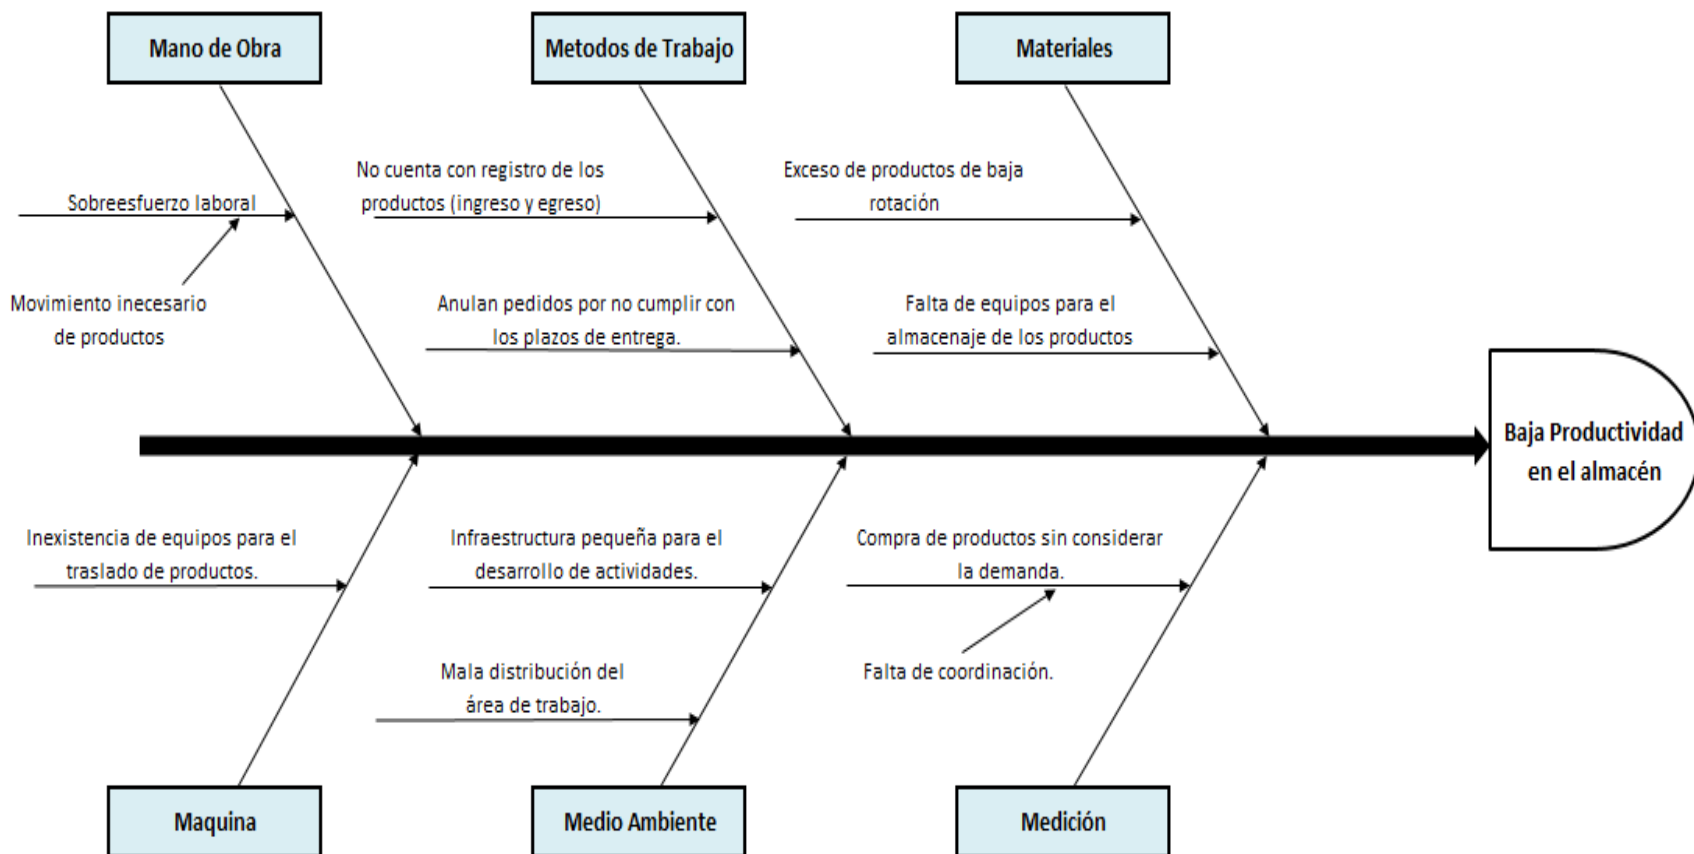 Mano de Obra
Metodos de Trabajo
Materiales
No cuenta con registro de los
productos (ingreso y egreso)
Exceso de productos de baja
rotación
Sobreesfuerzo laboral
Movimiento inecesario
de productos
Anulan pedidos por no cumplir con
los plazos de entrega.
Falta de equipos para el
almacenaje de los productos
Baja Productividad
en el almacén
Inexistencia de equipos para el
traslado de productos.
Infraestructura pequeña para el
desarrollo de actividades.
Compra de productos sin considerar
la demanda.
Mala distribución del
área de trabajo.
Falta de coordinación.
Maquina
Medio Ambiente
Medición